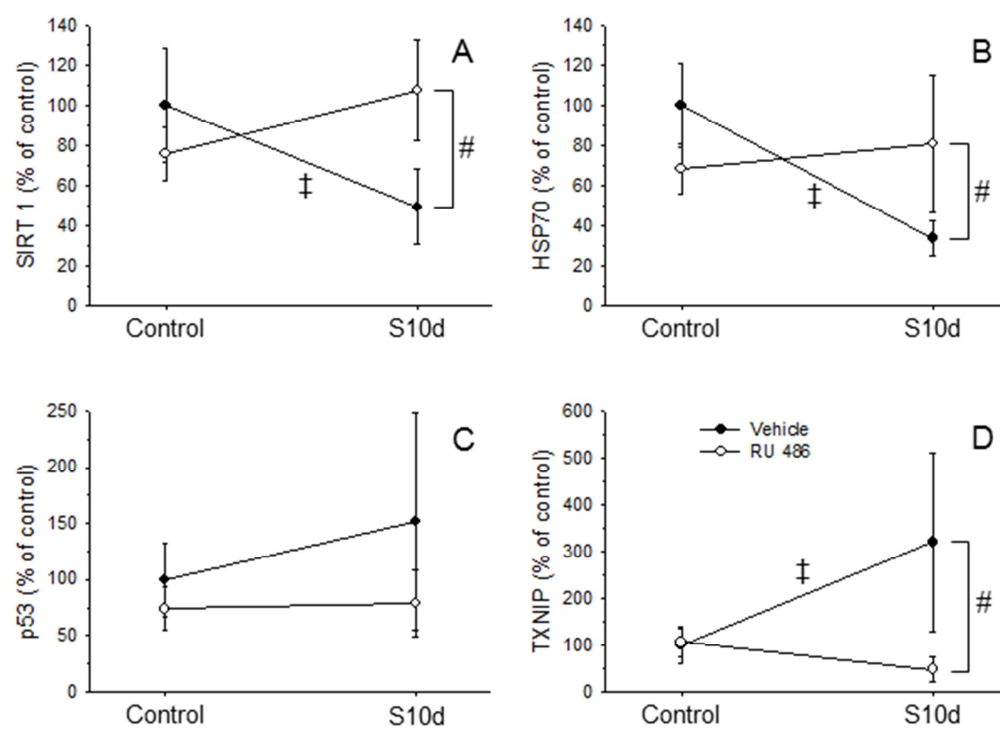 A
SIRT 1 (% of control)
140
120
100
80
60
40
20
0
‡
#
Control S10d
B
HSP70 (% of control)
140
120
100
80
60
40
20
0
‡
#
Control S10d
C
p53 (% of control)
250
200
150
100
50
0
Control S10d
D
TXNIP (% of control)
600
500
400
300
200
100
0
Vehicle
RU 486
‡
#
Control S10d